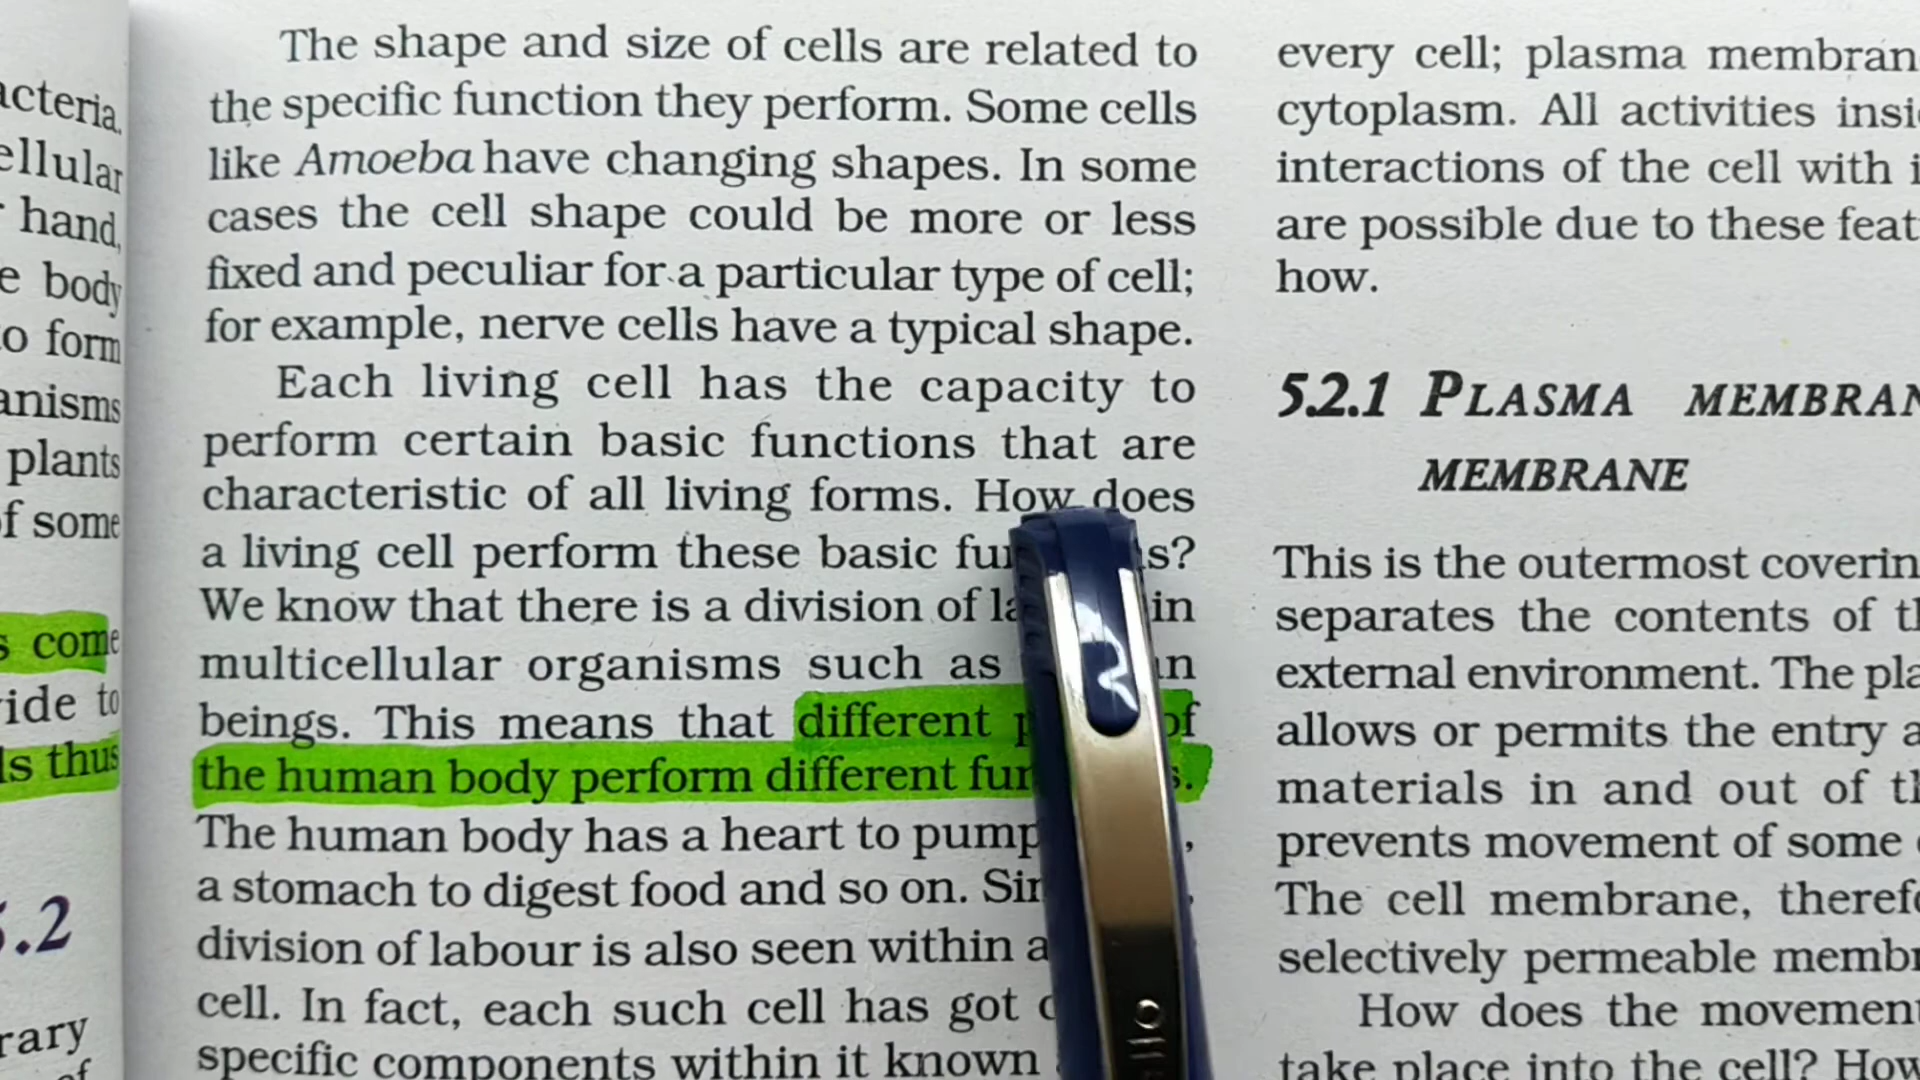 acteria.
ellular
hand,
e body
to form
anisms
plants
of some
s come
ide to
ls thus
5.2
rary
of
The shape and size of cells are related to
the specific function they perform. Some cells
like Amoeba have changing shapes. In some
cases the cell shape could be more or less
fixed and peculiar for a particular type of cell;
for example, nerve cells have a typical shape.
Each living cell has the capacity to
perform certain basic functions that are
characteristic of all living forms. How does
a living cell perform these basic fu s?
We know that there is a division of la in
multicellular organisms such as n
beings. This means that different p of
the human body perform different fun s.
The human body has a heart to pump ,
a stomach to digest food and so on. Sim ,
division of labour is also seen within a
cell. In fact, each such cell has got
specific components within it known
every cell; plasma membran
cytoplasm. All activities insi
interactions of the cell with i
are possible due to these feat
how.
5.2.1 PLASMA MEMBRAN
MEMBRANE
This is the outermost coverin
separates the contents of t
external environment. The pla
allows or permits the entry a
materials in and out of t
prevents movement of some
The cell membrane, theref
selectively permeable memb
How does the movement
take place into the cell? How